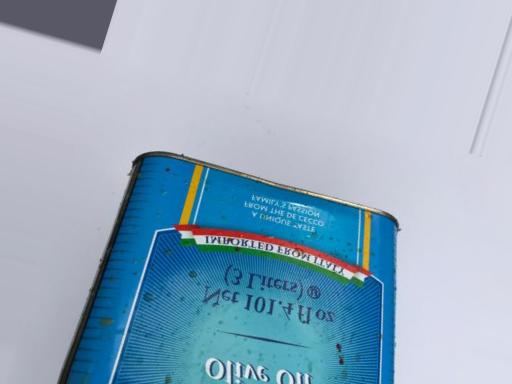 Olive Oil
Net 101.4 fl oz
(3 Liters)
IMPORTED FROM ITALY
A UNIQUE TASTE
FROM THE DE CECCO
FAMILY'S PASSION